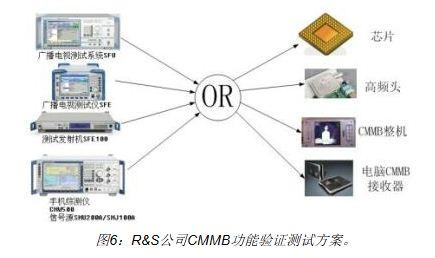 广播电视测试系统SFU
广播电视测试仪SFE
测试发射机SFE100
手机综测仪
CMW500
信号源SMU200A/SMJ100A
OR
芯片
高频头
CMMB整机
电脑CMMB
接收器
图6：R&S公司CMMB功能验证测试方案。